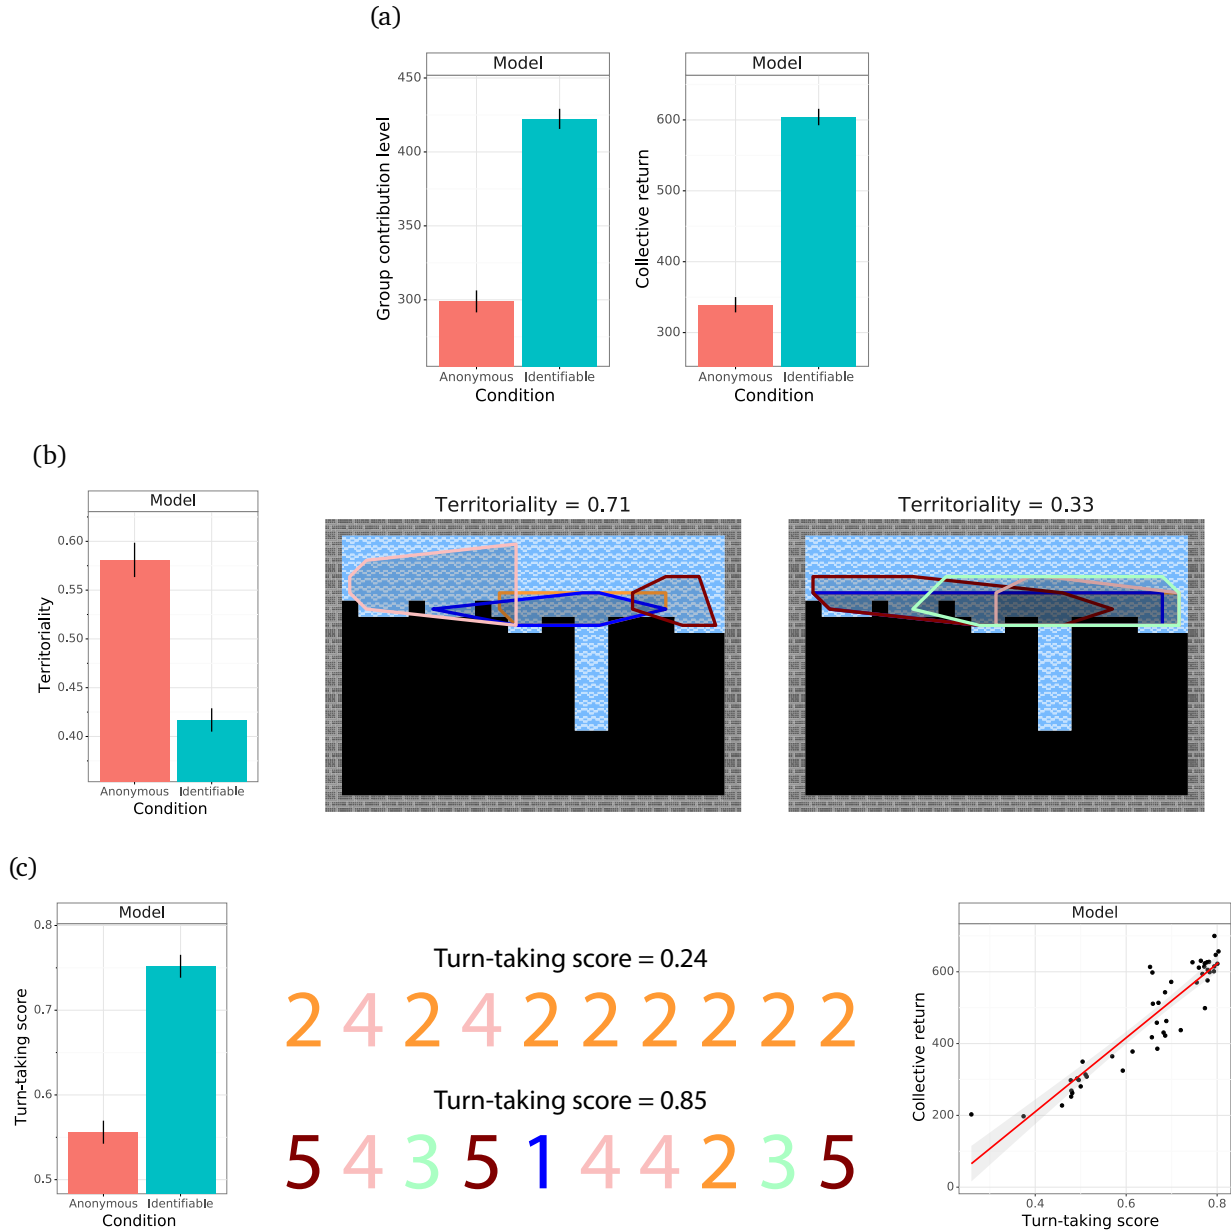 (a)
Model
450
400
350
300
Group contribution level
Anonymous Identifiable
Condition
Model
600
500
400
300
Collective return
Anonymous Identifiable
Condition
(b)
Model
0.60
0.55
0.50
0.45
0.40
Territoriality
Anonymous Identifiable
Condition
Territoriality = 0.71
Territoriality = 0.33
(c)
Model
0.8
0.7
0.6
0.5
Turn-taking score
Anonymous Identifiable
Condition
Turn-taking score = 0.24
2 4 2 4 2 2 2 2 2 2
Turn-taking score = 0.85
5 4 3 5 1 4 4 2 3 5
Model
600
400
200
0
Collective return
0.4 0.6 0.8
Turn-taking score